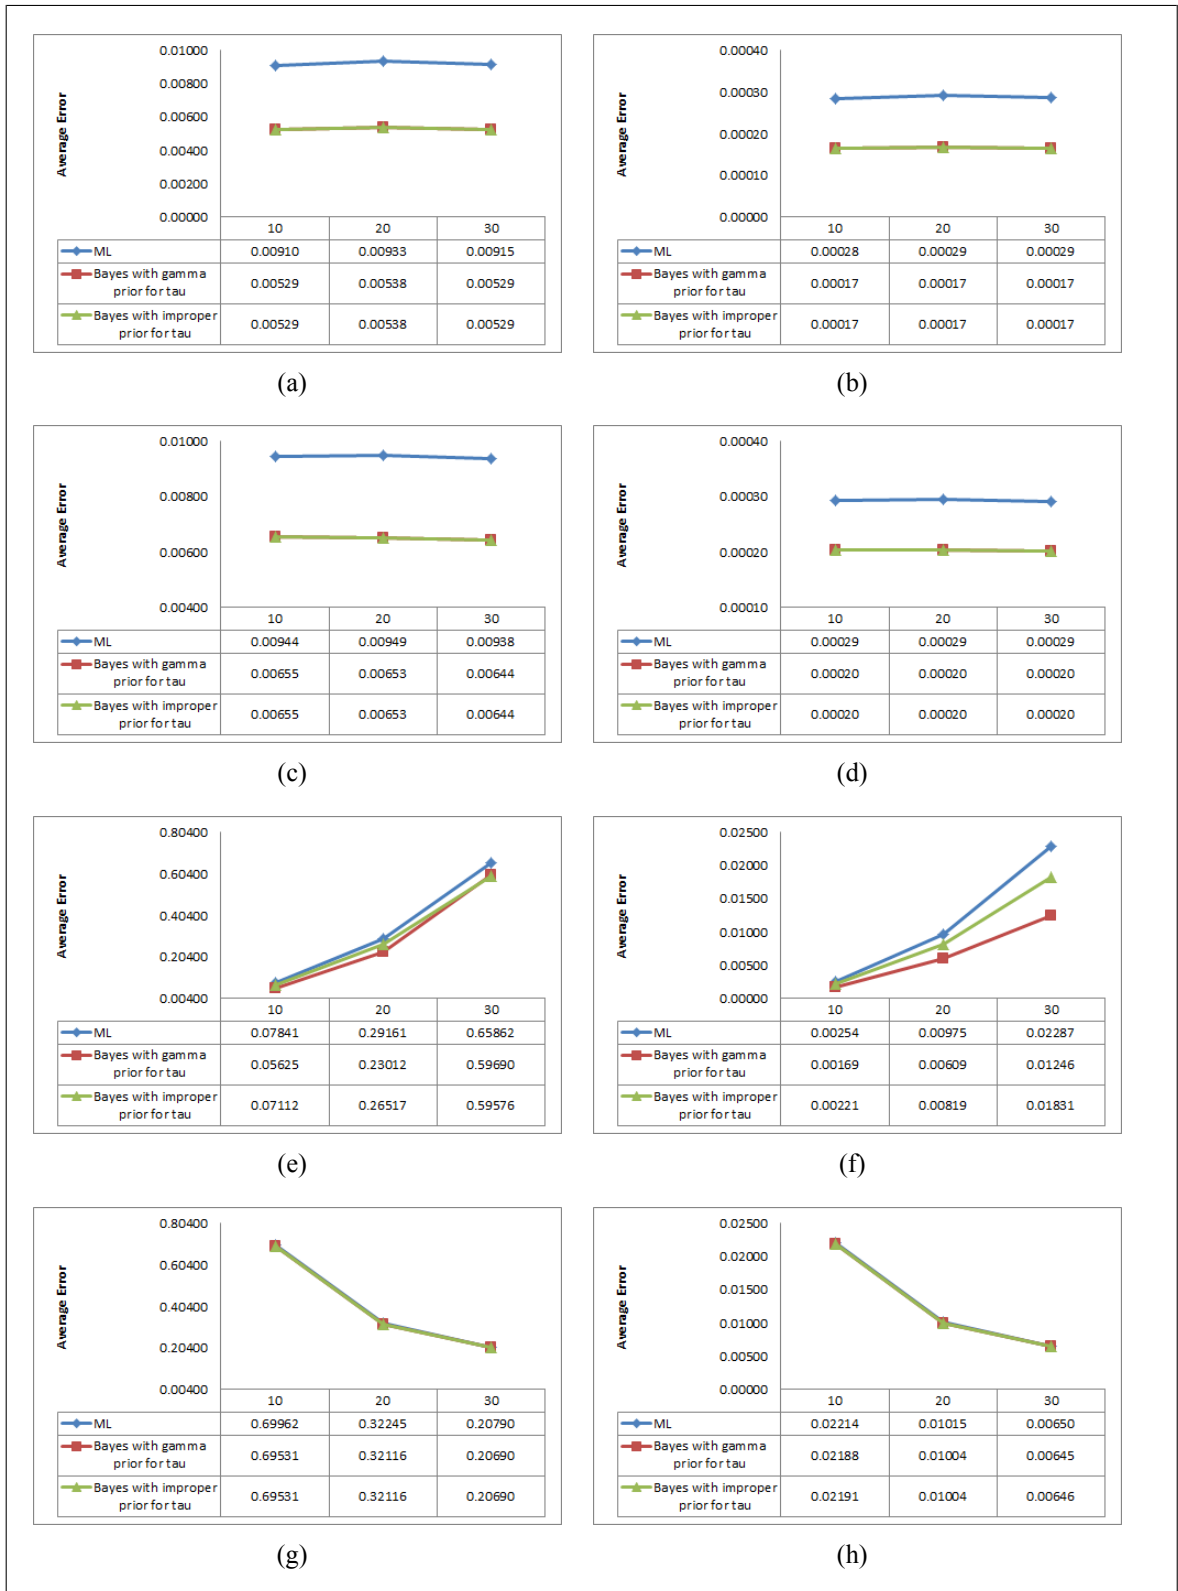 0.01000
0.00800
0.00600
0.00400
0.00200
0.00000
Average Error
10 20 30
ML 0.00910 0.00933 0.00915
Bayes with gamma
prior for tau 0.00529 0.00538 0.00529
Bayes with improper
prior for tau 0.00529 0.00538 0.00529
(a)
0.00040
0.00030
0.00020
0.00010
0.00000
Average Error
10 20 30
ML 0.00028 0.00029 0.00029
Bayes with gamma
prior for tau 0.00017 0.00017 0.00017
Bayes with improper
prior for tau 0.00017 0.00017 0.00017
(b)
0.01000
0.00800
0.00600
0.00400
Average Error
10 20 30
ML 0.00944 0.00949 0.00938
Bayes with gamma
prior for tau 0.00655 0.00653 0.00644
Bayes with improper
prior for tau 0.00655 0.00653 0.00644
(c)
0.00040
0.00030
0.00020
0.00010
Average Error
10 20 30
ML 0.00029 0.00029 0.00029
Bayes with gamma
prior for tau 0.00020 0.00020 0.00020
Bayes with improper
prior for tau 0.00020 0.00020 0.00020
(d)
0.80400
0.60400
0.40400
0.20400
0.00400
Average Error
10 20 30
ML 0.07841 0.29161 0.65862
Bayes with gamma
prior for tau 0.05625 0.23012 0.59690
Bayes with improper
prior for tau 0.07112 0.26517 0.59576
(e)
0.02500
0.02000
0.01500
0.01000
0.00500
0.00000
Average Error
10 20 30
ML 0.00254 0.00975 0.02287
Bayes with gamma
prior for tau 0.00169 0.00609 0.01246
Bayes with improper
prior for tau 0.00221 0.00819 0.01831
(f)
0.80400
0.60400
0.40400
0.20400
0.00400
Average Error
10 20 30
ML 0.69962 0.32245 0.20790
Bayes with gamma
prior for tau 0.69531 0.32116 0.20690
Bayes with improper
prior for tau 0.69531 0.32116 0.20690
(g)
0.02500
0.02000
0.01500
0.01000
0.00500
0.00000
Average Error
10 20 30
ML 0.02214 0.01015 0.00650
Bayes with gamma
prior for tau 0.02188 0.01004 0.00645
Bayes with improper
prior for tau 0.02191 0.01004 0.00646
(h)